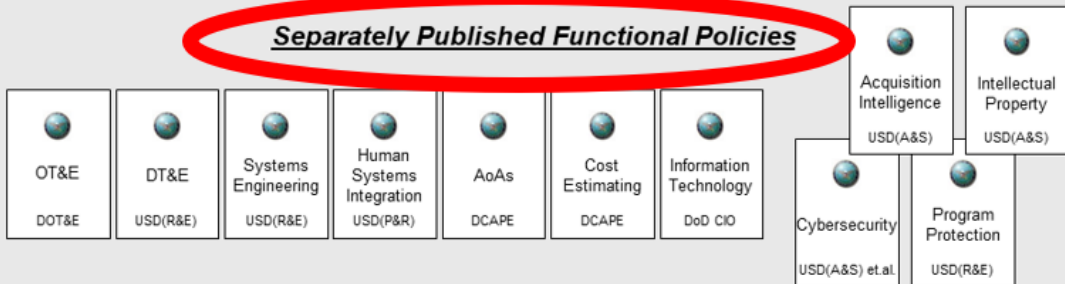 Separately Published Functional Policies
Acquisition
Intelligence
USD(A&S)
Intellectual
Property
USD(A&S)
OT&E
DOT&E
DT&E
USD(R&E)
Systems
Engineering
USD(R&E)
Human
Systems
Integration
USD(P&R)
AoAs
DCAPE
Cost
Estimating
DCAPE
Information
Technology
DoD CIO
Cybersecurity
USD(A&S) et.al.
Program
Protection
USD(R&E)